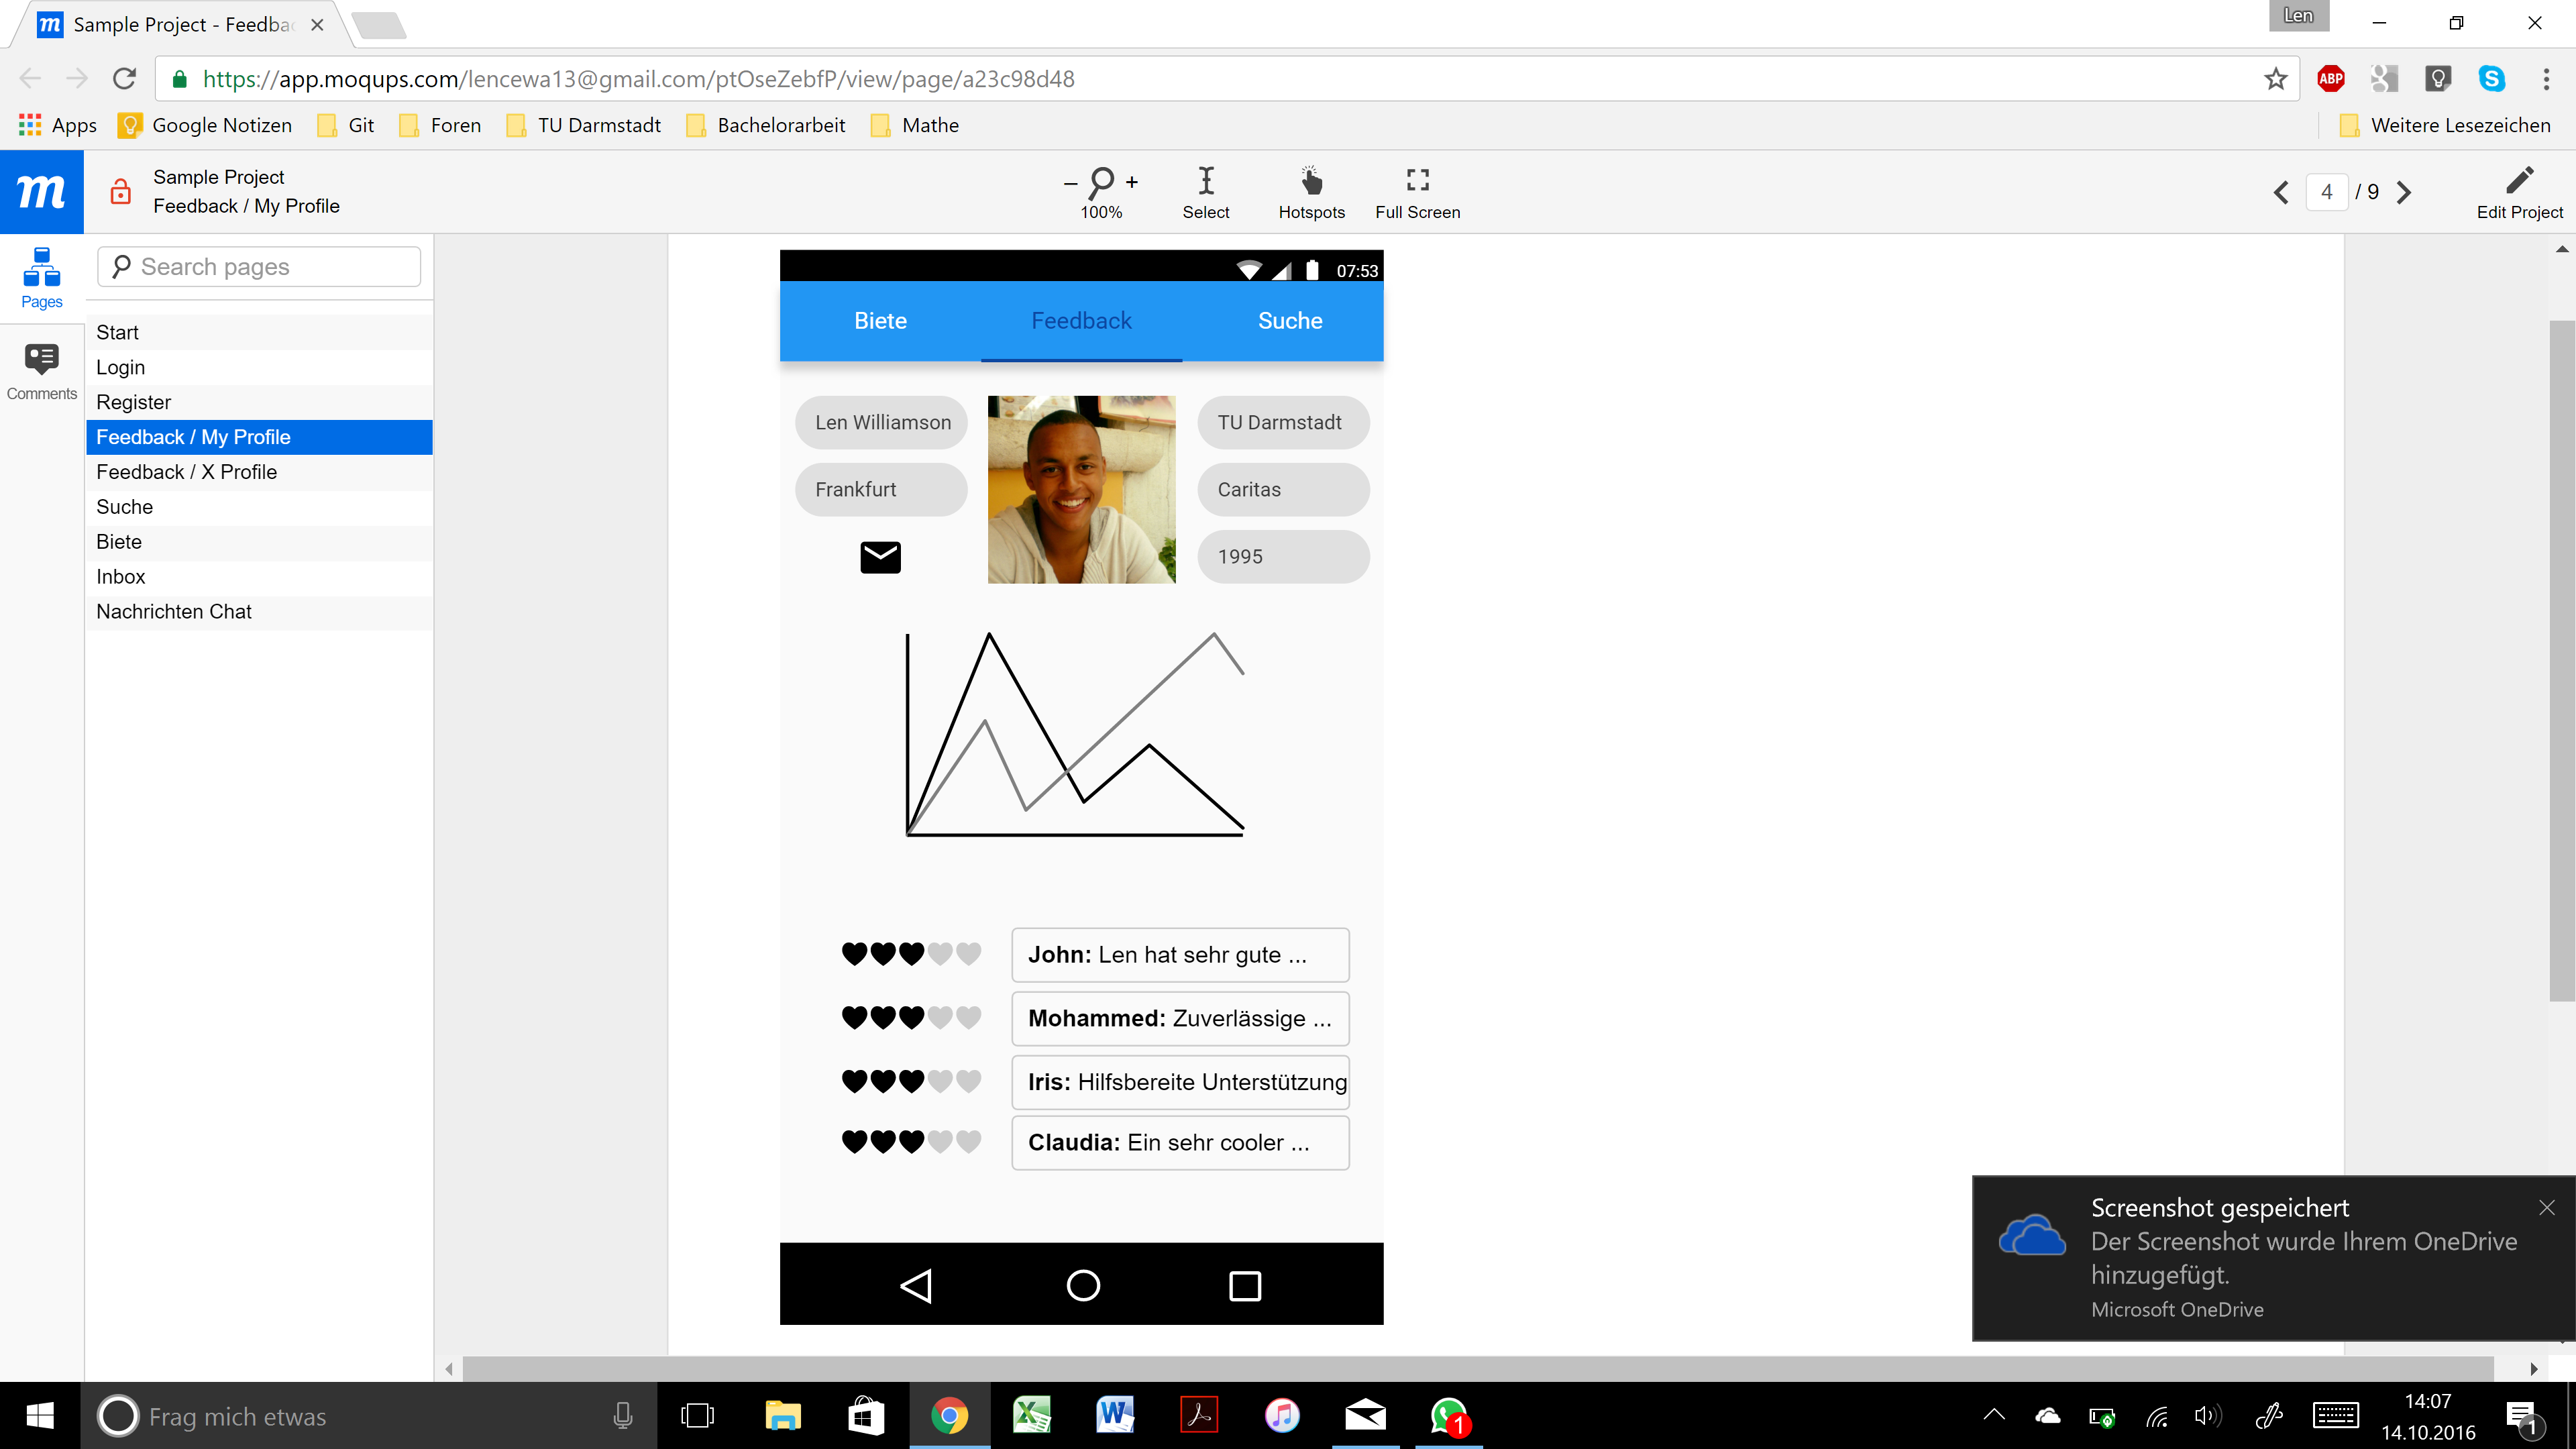 Sample Project - Feedba
Len
https://app.moqups.com/lencewa13@gmail.com/ptOseZebfP/view/page/a23c98d48
ABP
Apps
Google Notizen
Git
Foren
TU Darmstadt
Bachelorarbeit
Mathe
Weitere Lesezeichen
m
Sample Project
Feedback / My Profile
100%
Select
Hotspots
Full Screen
4 / 9
Edit Project
Pages
Comments
Search pages
Start
Login
Register
Feedback / My Profile
Feedback / X Profile
Suche
Biete
Inbox
Nachrichten Chat
07:53
Biete
Feedback
Suche
Len Williamson
Frankfurt
TU Darmstadt
Caritas
1995
John: Len hat sehr gute ...
Mohammed: Zuverlässige ...
Iris: Hilfsbereite Unterstützung
Claudia: Ein sehr cooler ...
Screenshot gespeichert
Der Screenshot wurde Ihrem OneDrive
hinzugefügt.
Microsoft OneDrive
Frag mich etwas
1
14:07
14.10.2016
1